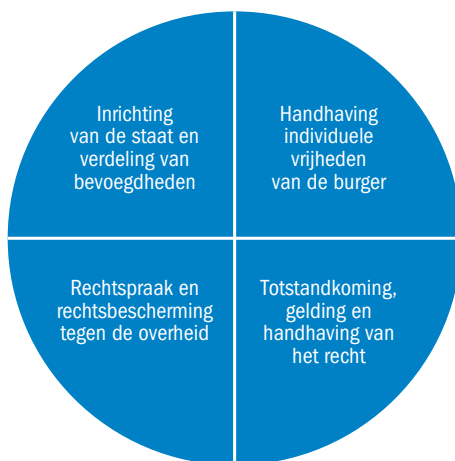 Inrichting
van de staat en
verdeling van
bevoegdheden
Handhaving
individuele
vrijheden
van de burger
Rechtspraak en
rechtsbescherming
tegen de overheid
Totstandkoming,
gelding en
handhaving van
het recht